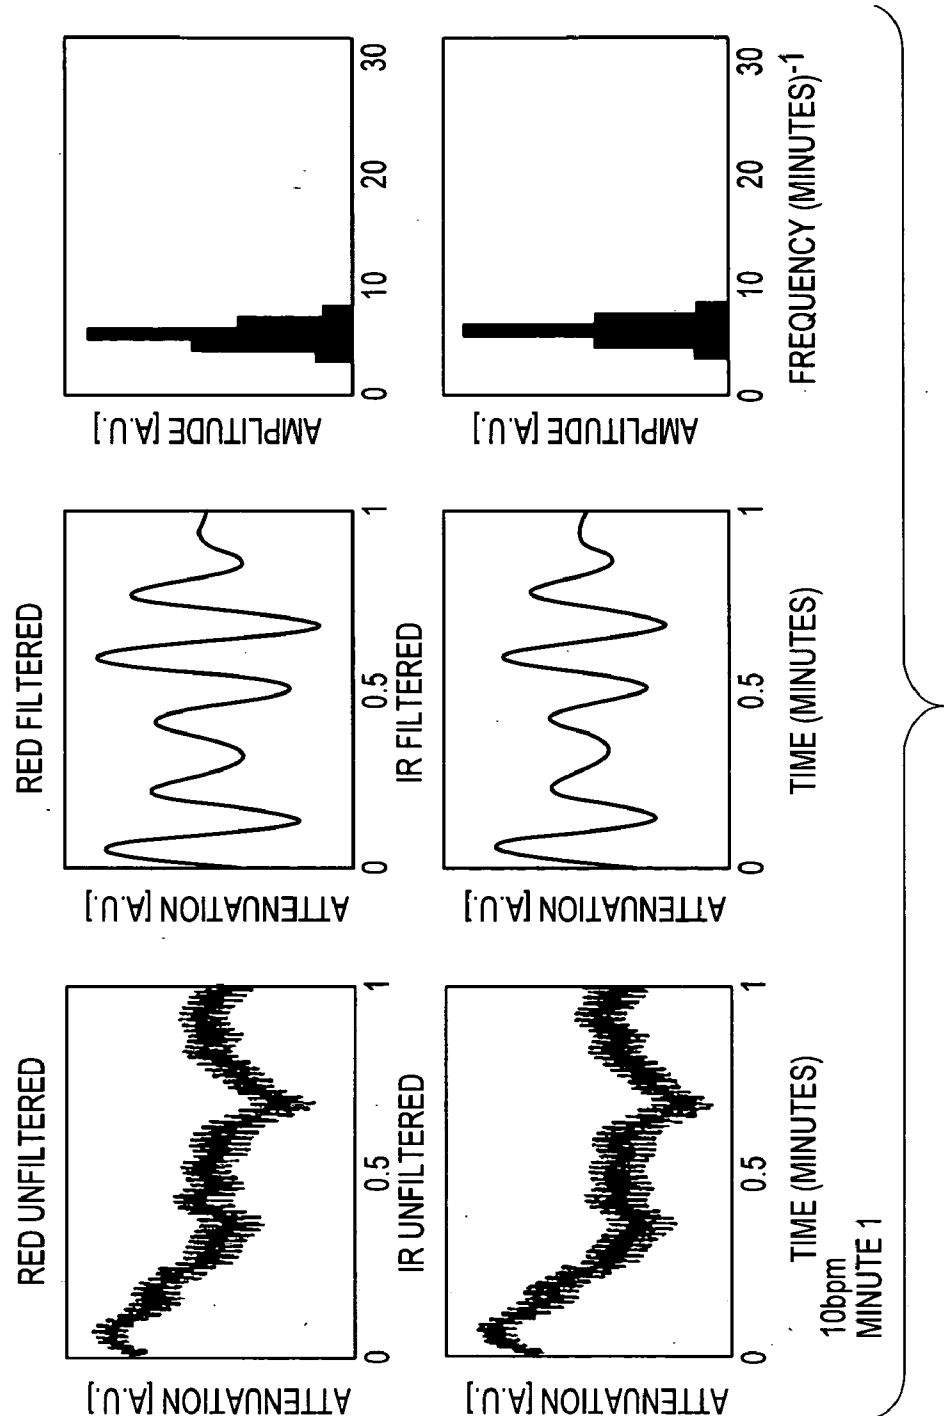 RED UNFILTERED
ATTENUATION [A.U.]
0
0.5
1
IR UNFILTERED
ATTENUATION [A.U.]
0
0.5
1
TIME (MINUTES)
10bpm
MINUTE 1
RED FILTERED
ATTENUATION [A.U.]
0
0.5
1
IR FILTERED
ATTENUATION [A.U.]
0
0.5
1
TIME (MINUTES)
AMPLITUDE [A.U.]
0
10
20
30
AMPLITUDE [A.U.]
0
10
20
30
FREQUENCY (MINUTES)-1